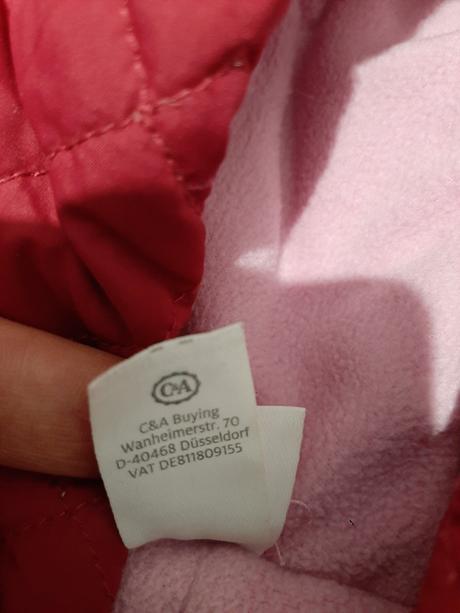 C&A
C&A Buying
Wanheimerstr. 70
D-40468 Düsseldorf
VAT DE811809155